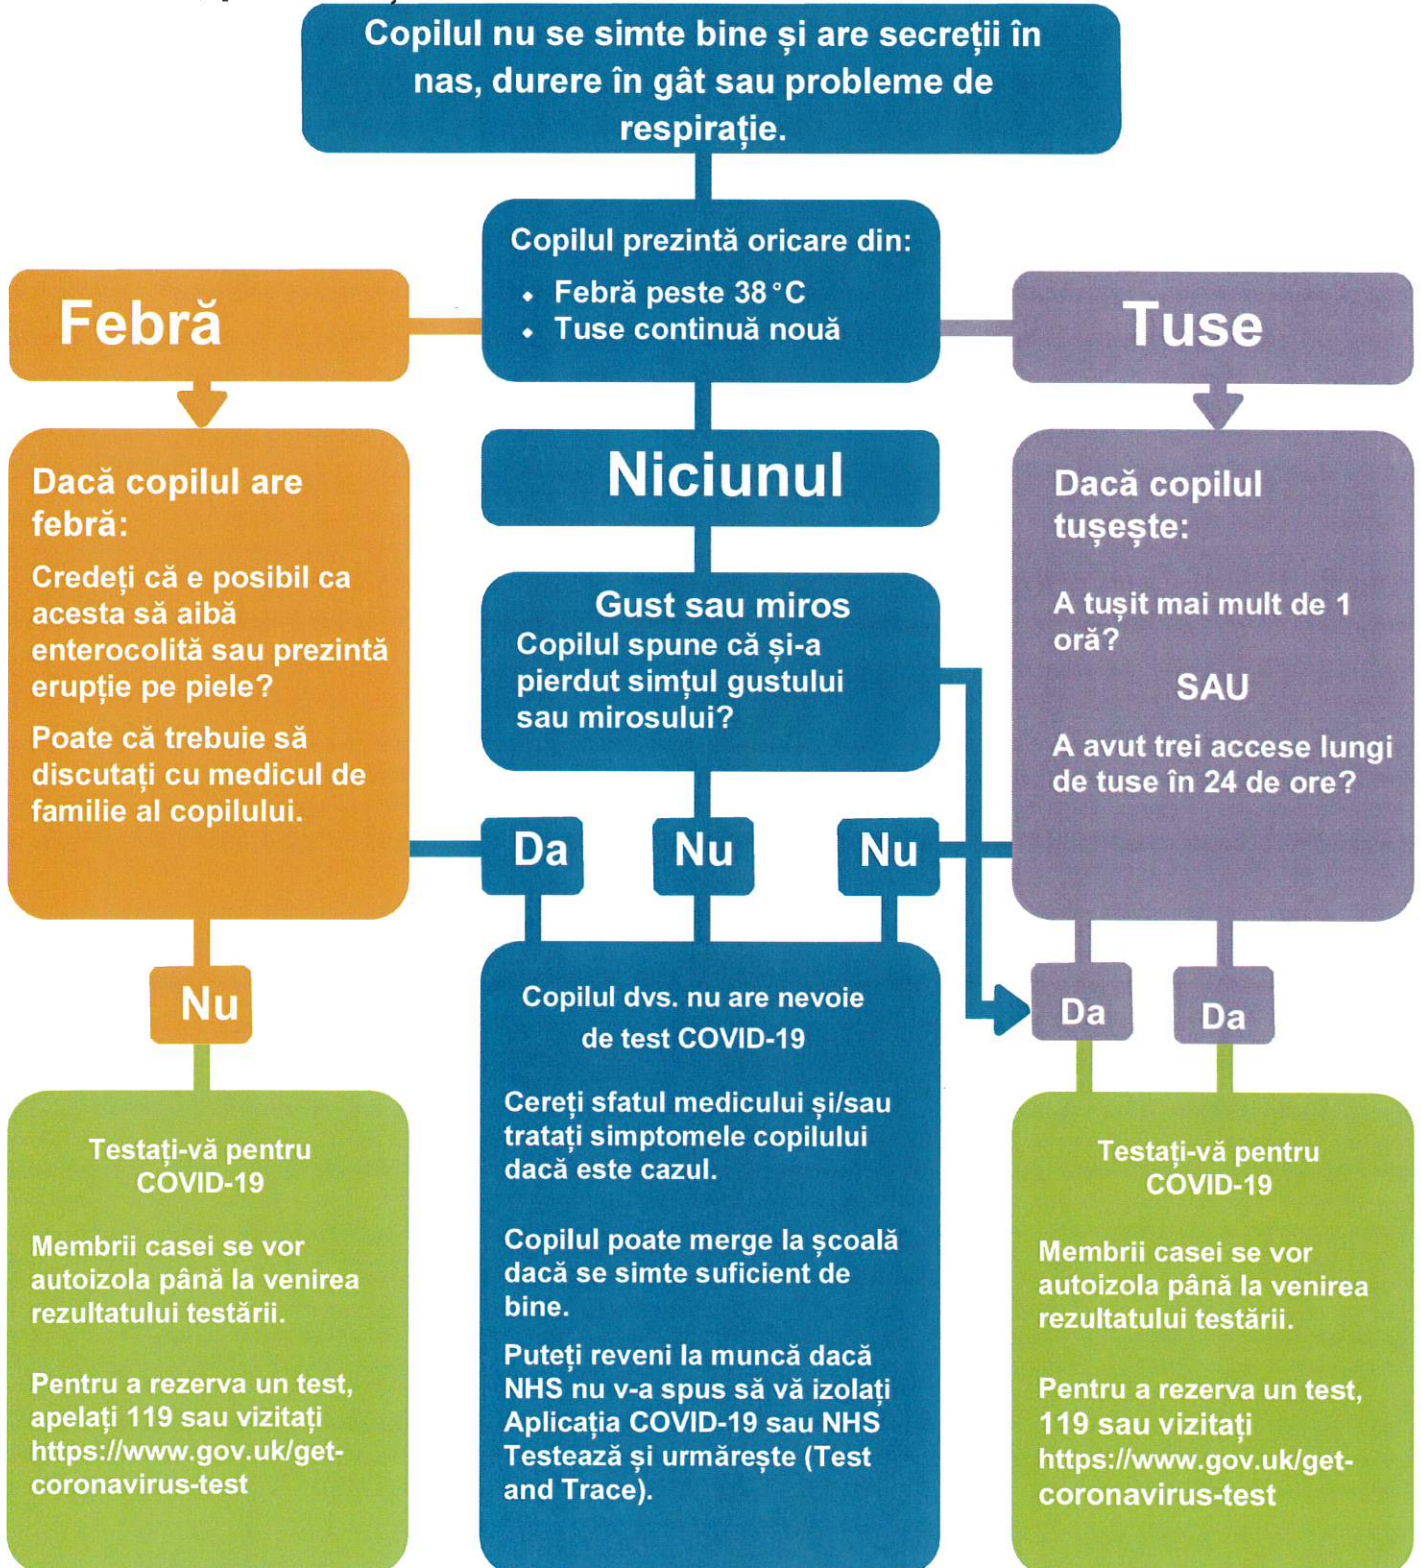 Copilul nu se simte bine și are secreții în
nas, durere în gât sau probleme de
respirație.
Copilul prezintă oricare din:
• Febră peste 38°C
• Tuse continuă nouă
Febră
Tuse
Niciunul
Dacă copilul are
febră:
Credeți că e posibil ca
acesta să aibă
enterocolită sau prezintă
erupție pe piele?
Poate că trebuie să
discutați cu medicul de
familie al copilului.
Gust sau miros
Copilul spune că și-a
pierdut simțul gustului
sau mirosului?
Dacă copilul
tușește:
A tușit mai mult de 1
oră?
SAU
A avut trei accese lungi
de tuse în 24 de ore?
Da
Nu
Nu
Nu
Da
Da
Testați-vă pentru
COVID-19
Membrii casei se vor
autoizola până la venirea
rezultatului testării.
Pentru a rezerva un test,
apelați 119 sau vizitați
https://www.gov.uk/get-
coronavirus-test
Copilul dvs. nu are nevoie
de test COVID-19
Cereți sfatul medicului și/sau
tratați simptomele copilului
dacă este cazul.
Copilul poate merge la școală
dacă se simte suficient de
bine.
Puteți reveni la muncă dacă
NHS nu v-a spus să vă izolați
Aplicația COVID-19 sau NHS
Testează și urmărește (Test
and Trace).
Testați-vă pentru
COVID-19
Membrii casei se vor
autoizola până la venirea
rezultatului testării.
Pentru a rezerva un test,
119 sau vizitați
https://www.gov.uk/get-
coronavirus-test